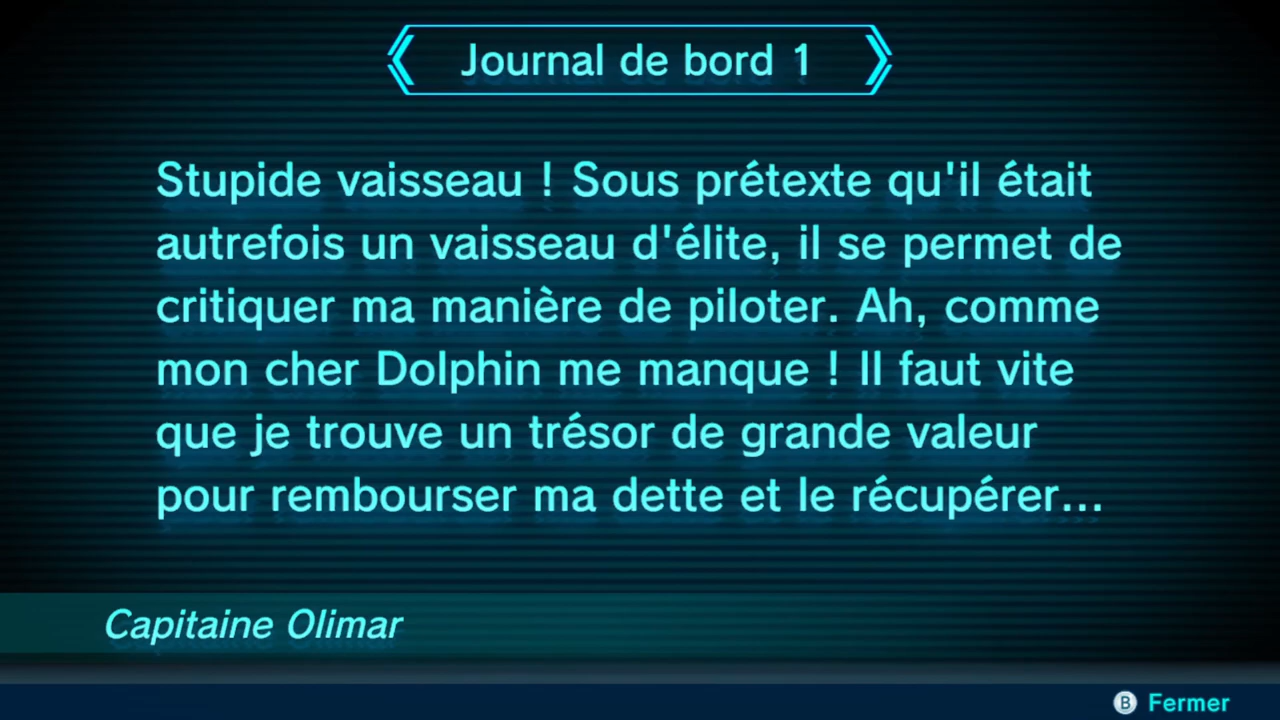 Journal de bord 1
Stupide vaisseau ! Sous prétexte qu'il était
autrefois un vaisseau d'élite, il se permet de
critiquer ma manière de piloter. Ah, comme
mon cher Dolphin me manque ! Il faut vite
que je trouve un trésor de grande valeur
pour rembourser ma dette et le récupérer...
Capitaine Olimar
B Fermer